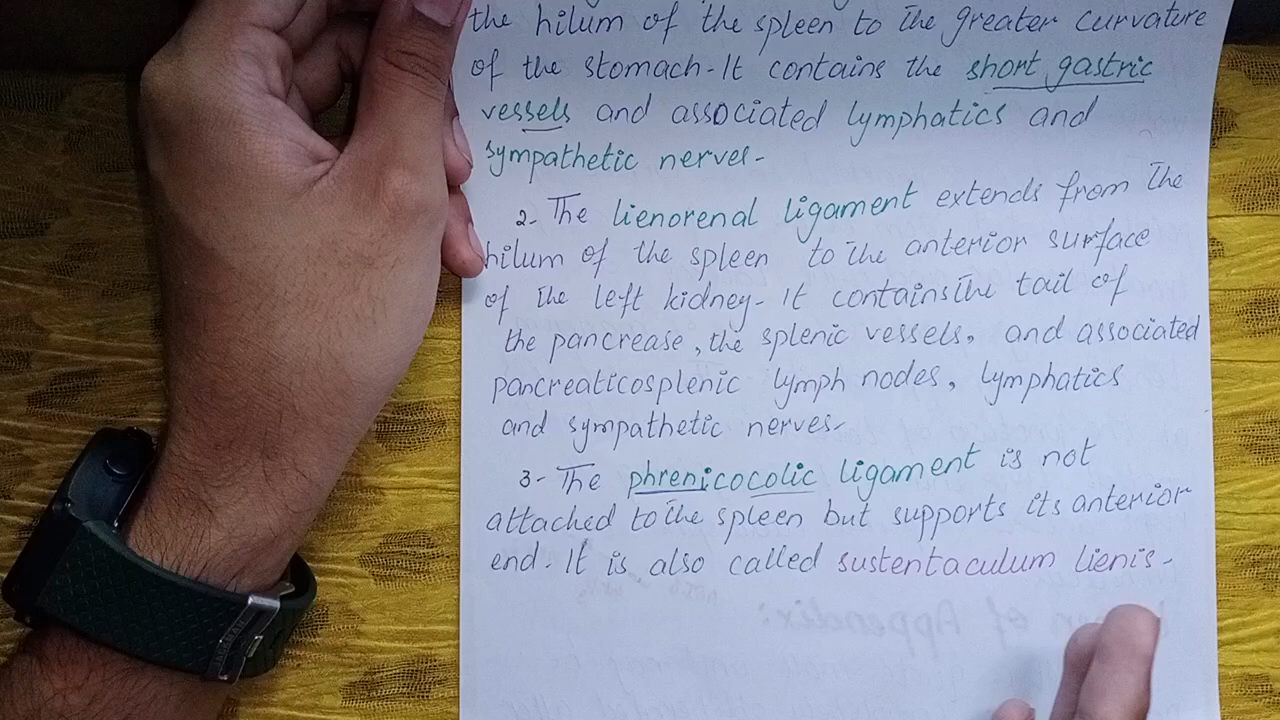 the hilum of the spleen to the greater curvature
of the stomach-It contains the short gastric
vessels and associated lymphatics and
sympathetic nerves-
2- The lienorenal ligament extends from the
hilum of the spleen to the anterior surface
of the left kidney- It contains the tail of
the pancrease, the splenic vessels, and associated
pancreaticosplenic lymph nodes, lymphatics
and sympathetic nerves-
3- The phrenicocolic ligament is not
attached to the spleen but supports its anterior
end. It is also called sustentaculum lienis-
of Appendix: